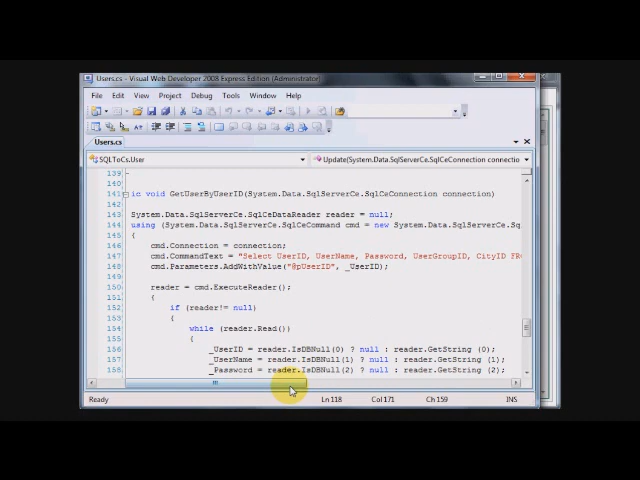 Users.cs - Visual Web Developer 2008 Express Edition (Administrator)
File Edit View Project Debug Tools Window Help
Users.cs
SQLToCs.User Update(System.Data.SqlServerCe.SqlCeConnection connectio
139
140
141 ic void GetUserByUserID(System.Data.SqlServerCe.SqlCeConnection connection)
142
143 System.Data.SqlServerCe.SqlCeDataReader reader = null;
144 using (System.Data.SqlServerCe.SqlCeCommand cmd = new System.Data.SqlServerCe.Sq
145 {
146 cmd.Connection = connection;
147 cmd.CommandText = "Select UserID, UserName, Password, UserGroupID, CityID FR
148 cmd.Parameters.AddWithValue("@pUserID", _UserID);
149
150 reader = cmd.ExecuteReader();
151 {
152 if (reader!= null)
153 {
154 while (reader.Read())
155 {
156 _UserID = reader.IsDBNull(0) ? null : reader.GetString (0);
157 _UserName = reader.IsDBNull(1) ? null : reader.GetString (1);
158 _Password = reader.IsDBNull(2) ? null : reader.GetString (2);
Ready Ln 118 Col 171 Ch 159 INS